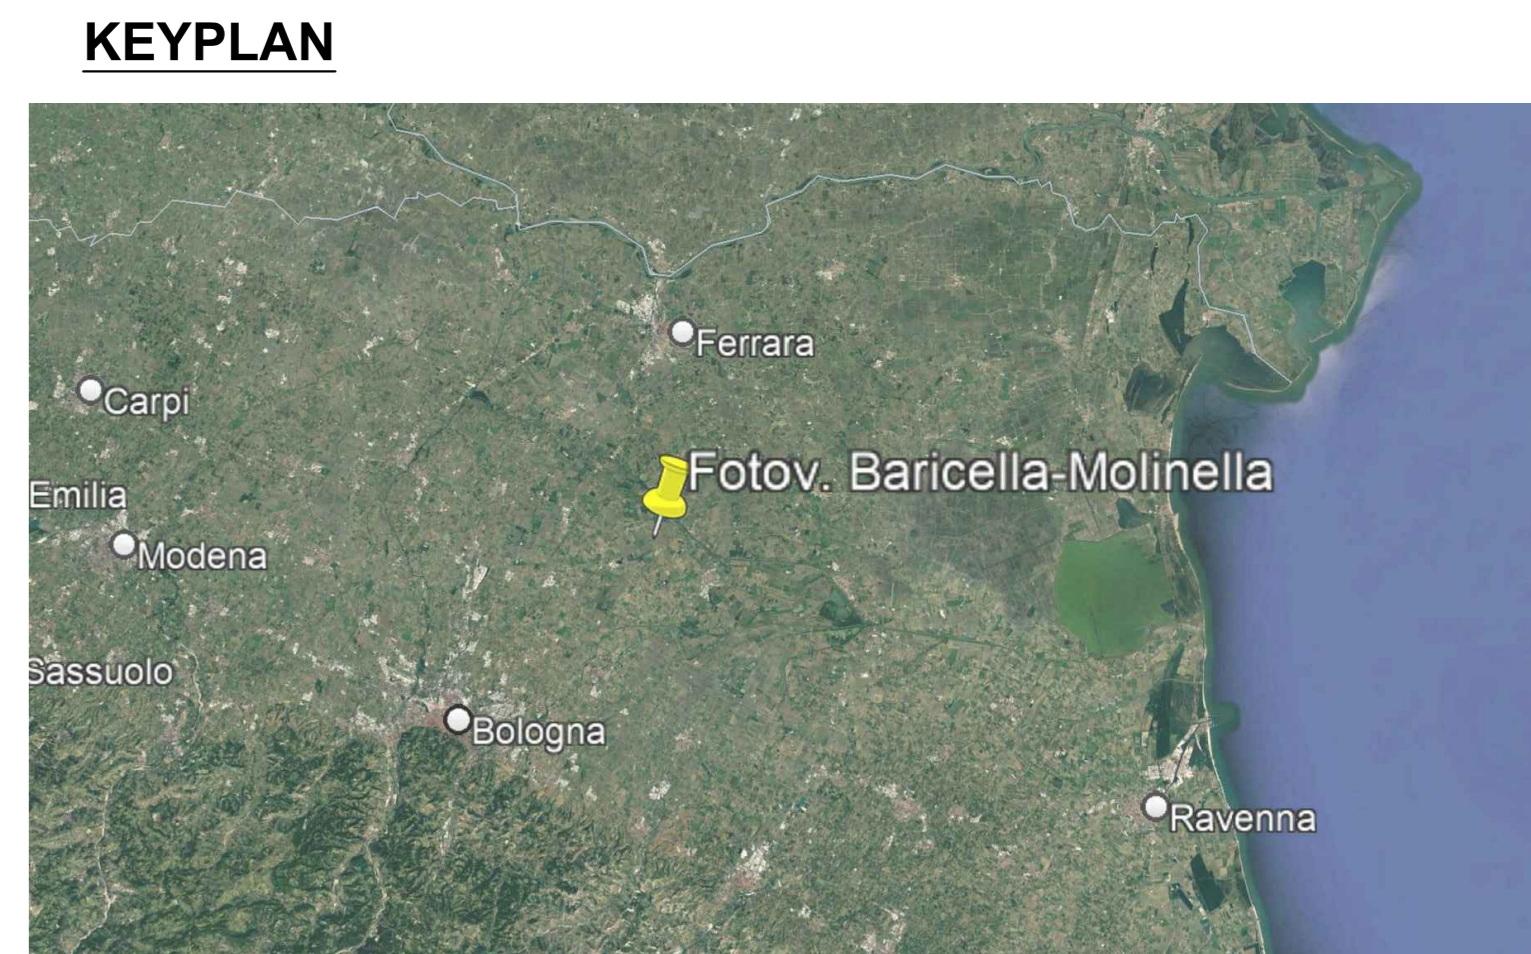 KEYPLAN
Ferrara
Carpi
Fotov. Baricella-Molinella
Emilia
Modena
Sassuolo
Bologna
Ravenna